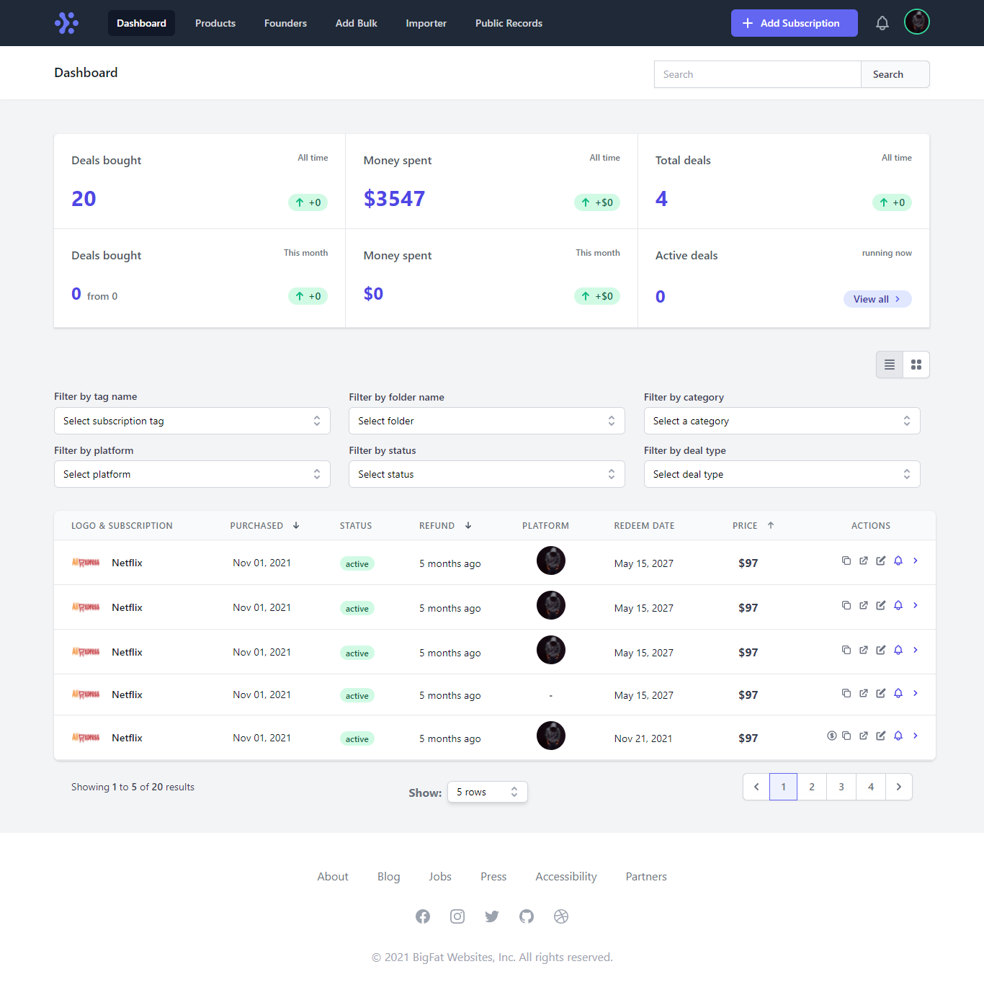 Dashboard Products Founders Add Bulk Importer Public Records Add Subscription
Dashboard Search Search
Deals bought All time Money spent All time Total deals All time
20 +0 $3547 +$0 4 +0
Deals bought This month Money spent This month Active deals running now
0 from 0 +0 $0 +$0 0 View all
Filter by tag name Filter by folder name Filter by category
Select subscription tag Select folder Select a category
Filter by platform Filter by status Filter by deal type
Select platform Select status Select deal type
LOGO & SUBSCRIPTION PURCHASED STATUS REFUND PLATFORM REDEEM DATE PRICE ACTIONS
AliExpress Netflix Nov 01, 2021 active 5 months ago May 15, 2027 $97
AliExpress Netflix Nov 01, 2021 active 5 months ago May 15, 2027 $97
AliExpress Netflix Nov 01, 2021 active 5 months ago May 15, 2027 $97
AliExpress Netflix Nov 01, 2021 active 5 months ago - May 15, 2027 $97
AliExpress Netflix Nov 01, 2021 active 5 months ago Nov 21, 2021 $97
Showing 1 to 5 of 20 results Show: 5 rows 1 2 3 4
About Blog Jobs Press Accessibility Partners
© 2021 BigFat Websites, Inc. All rights reserved.